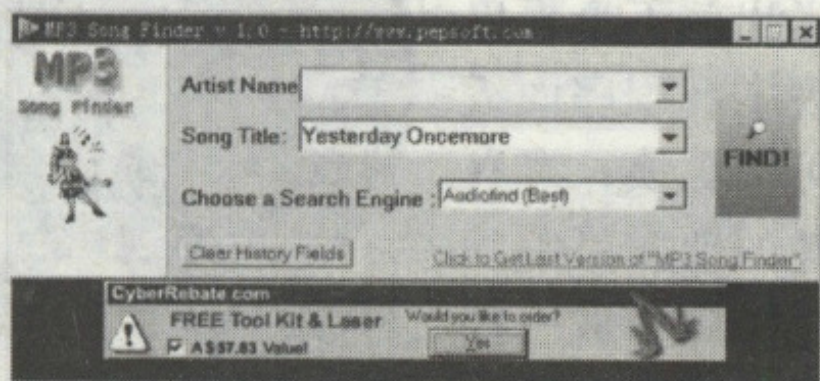 MP3 Song Finder v 1.0 - http://www.pepsoft.com
MP3
Song Finder
Artist Name
Song Title: Yesterday Oncemore
FIND!
Choose a Search Engine : Audiofind (Best)
Clear History Fields
Click to Get Last Version of "MP3 Song Finder"
CyberRebate.com
FREE Tool Kit & Laser
Would you like to order?
A $57.83 Value!
Yes